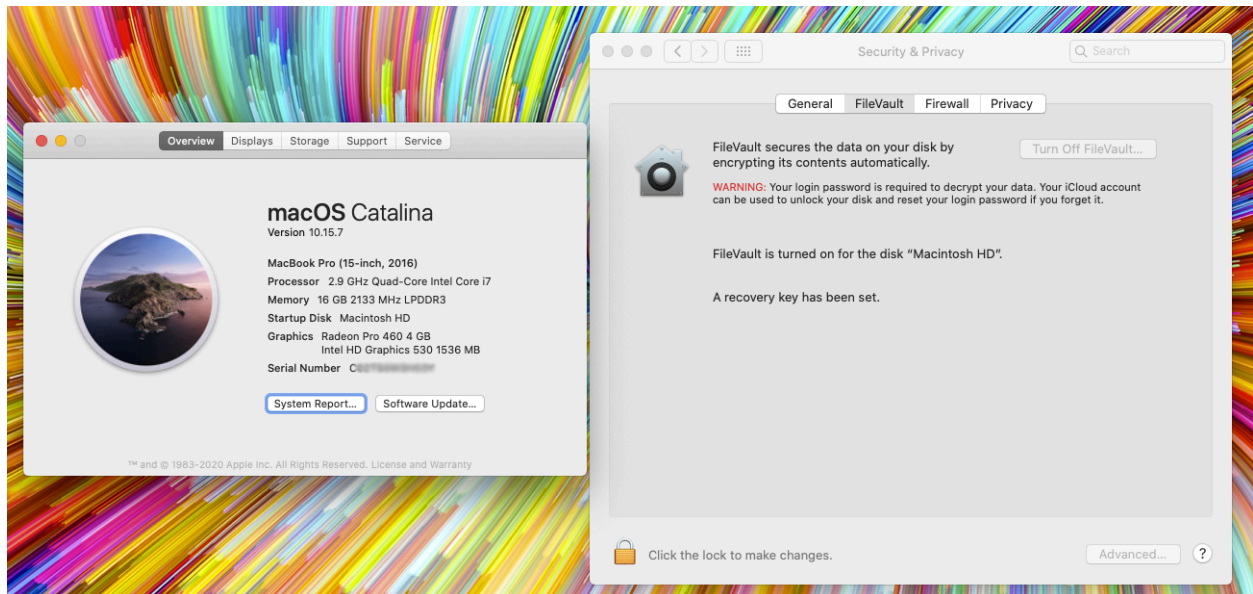 Overview Displays Storage Support Service
macOS Catalina
Version 10.15.7
MacBook Pro (15-inch, 2016)
Processor 2.9 GHz Quad-Core Intel Core i7
Memory 16 GB 2133 MHz LPDDR3
Startup Disk Macintosh HD
Graphics Radeon Pro 460 4 GB
Intel HD Graphics 530 1536 MB
Serial Number
System Report... Software Update...
™ and © 1983-2020 Apple Inc. All Rights Reserved. License and Warranty
Security & Privacy
Search
General FileVault Firewall Privacy
FileVault secures the data on your disk by
encrypting its contents automatically.
Turn Off FileVault...
WARNING: Your login password is required to decrypt your data. Your iCloud account
can be used to unlock your disk and reset your login password if you forget it.
FileVault is turned on for the disk “Macintosh HD”.
A recovery key has been set.
Click the lock to make changes.
Advanced... ?